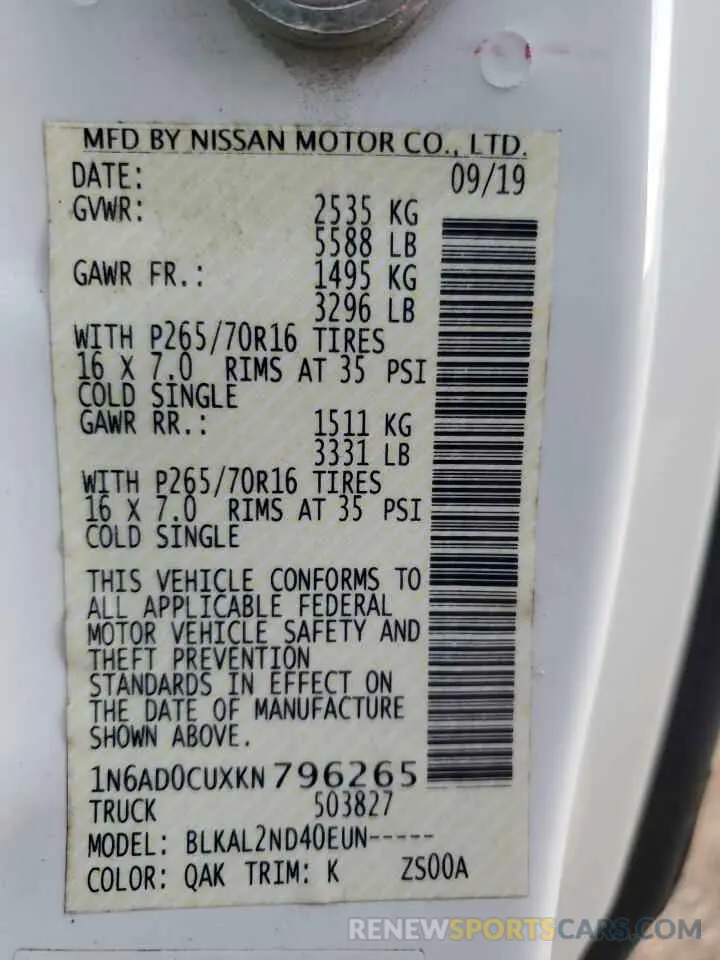 MFD BY NISSAN MOTOR CO., LTD.
DATE: 09/19
GVWR: 2535 KG
5588 LB
GAWR FR.: 1495 KG
3296 LB
WITH P265/70R16 TIRES
16 X 7.0 RIMS AT 35 PSI
COLD SINGLE
GAWR RR.: 1511 KG
3331 LB
WITH P265/70R16 TIRES
16 X 7.0 RIMS AT 35 PSI
COLD SINGLE
THIS VEHICLE CONFORMS TO
ALL APPLICABLE FEDERAL
MOTOR VEHICLE SAFETY AND
THEFT PREVENTION
STANDARDS IN EFFECT ON
THE DATE OF MANUFACTURE
SHOWN ABOVE.
1N6AD0CUXKN796265
TRUCK 503827
MODEL: BLKAL2ND40EUN-----
COLOR: QAK TRIM: K ZS00A
RENEWSPORTSCARS.COM